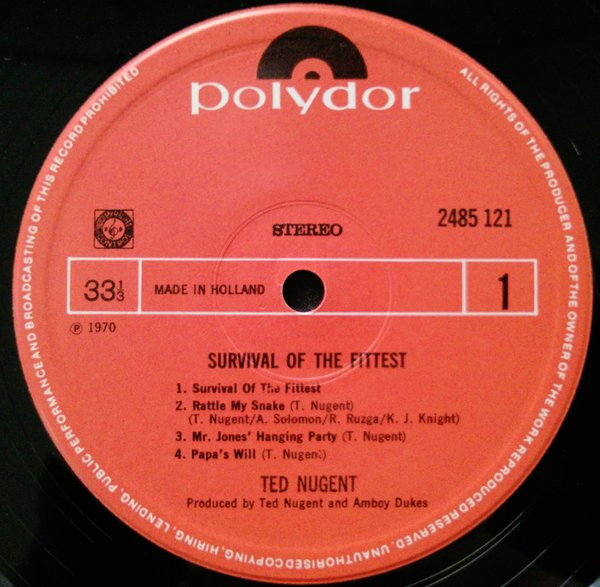 polydor
STEREO
2485 121
33⅓
MADE IN HOLLAND
1
℗ 1970
SURVIVAL OF THE FITTEST
1. Survival Of The Fittest
2. Rattle My Snake (T. Nugent)
(T. Nugent/A. Solomon/R. Ruzga/K. J. Knight)
3. Mr. Jones' Hanging Party (T. Nugent)
4. Papa's Will (T. Nugent)
TED NUGENT
Produced by Ted Nugent and Amboy Dukes
ALL RIGHTS OF THE PRODUCER AND OF THE OWNER OF THE WORK REPRODUCED RESERVED. UNAUTHORISED COPYING, HIRING, LENDING, PUBLIC PERFORMANCE AND BROADCASTING OF THIS RECORD PROHIBITED